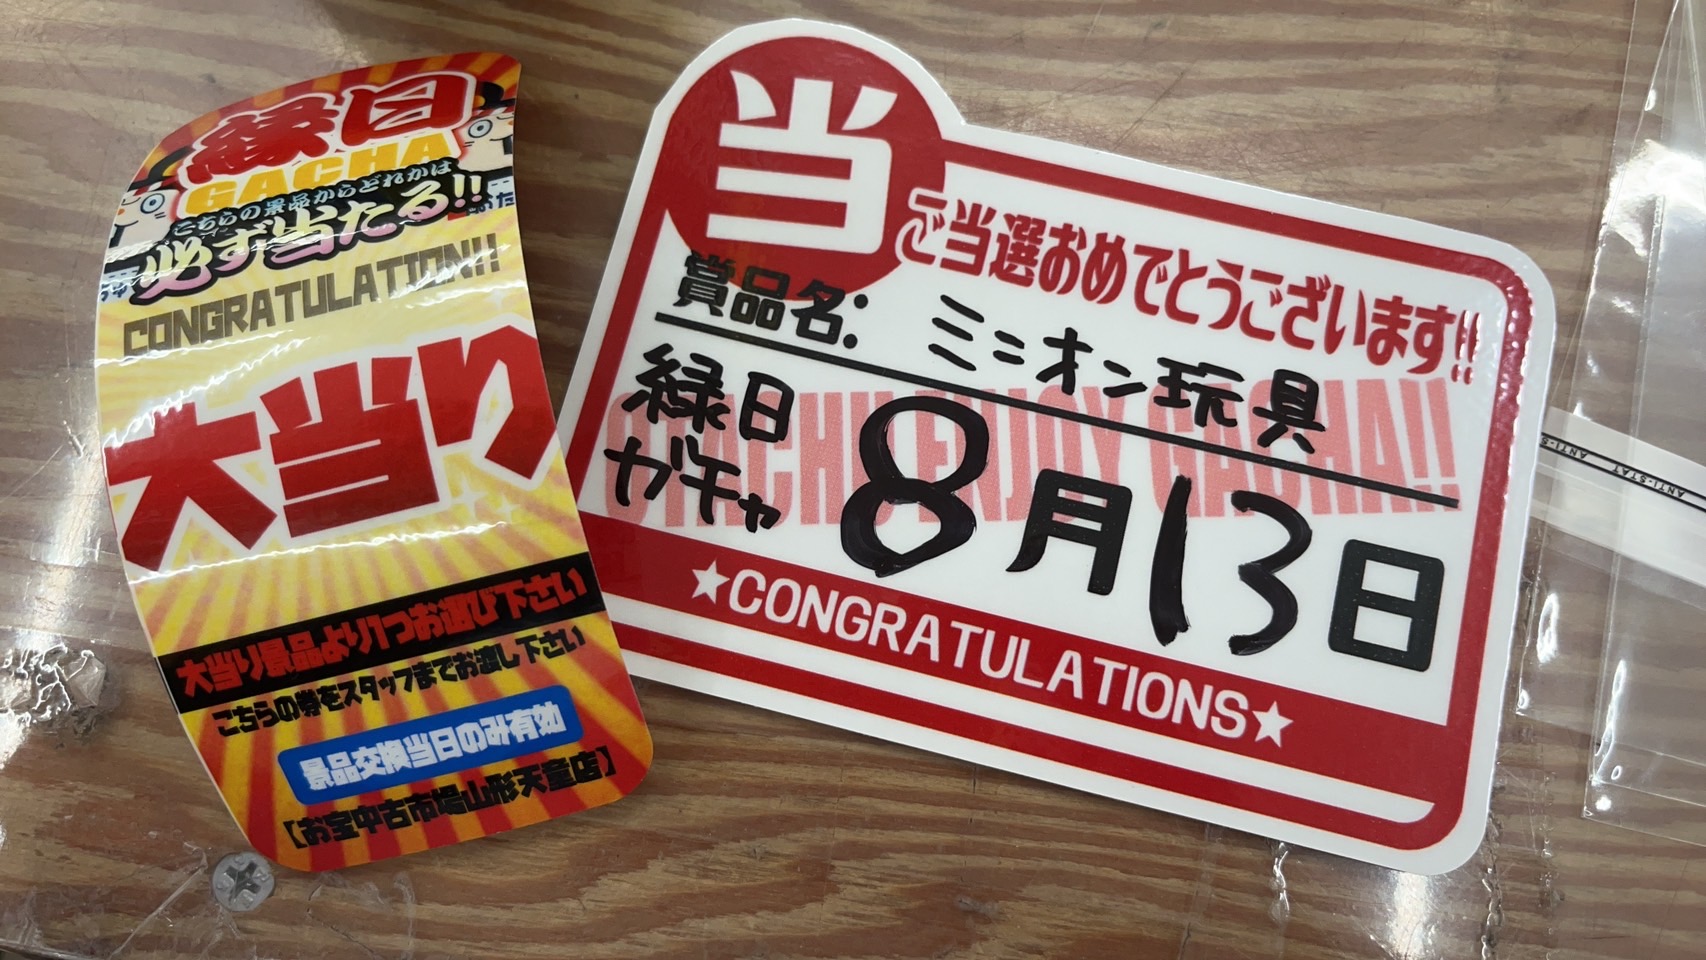 縁日
GACHA
こちらの景品からどれかは
必ず当たる!!
CONGRATULATION!!
大当り
大当り景品より1つお選び下さい
こちらの券をスタッフまでお渡し下さい
景品交換当日のみ有効
【お宝中古市場山形天童店】
当
ご当選おめでとうございます!!
賞品名: ミニオン玩具
縁日
ガチャ
8月13日
GACHA!! ENJOY GACHA!!
★CONGRATULATIONS★
ANTI-STAT